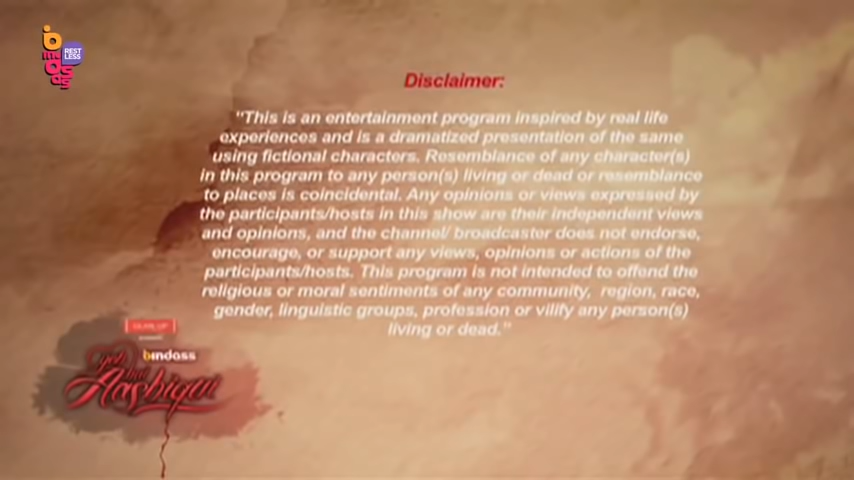 bindass
REST
LESS
Disclaimer:
"This is an entertainment program inspired by real life
experiences and is a dramatized presentation of the same
using fictional characters. Resemblance of any character(s)
in this program to any person(s) living or dead or resemblance
to places is coincidental. Any opinions or views expressed by
the participants/hosts in this show are their independent views
and opinions, and the channel/ broadcaster does not endorse,
encourage, or support any views, opinions or actions of the
participants/hosts. This program is not intended to offend the
religious or moral sentiments of any community,  region, race,
gender, linguistic groups, profession or vilify any person(s)
living or dead."
bindass
yeh
hai
Aashiqui